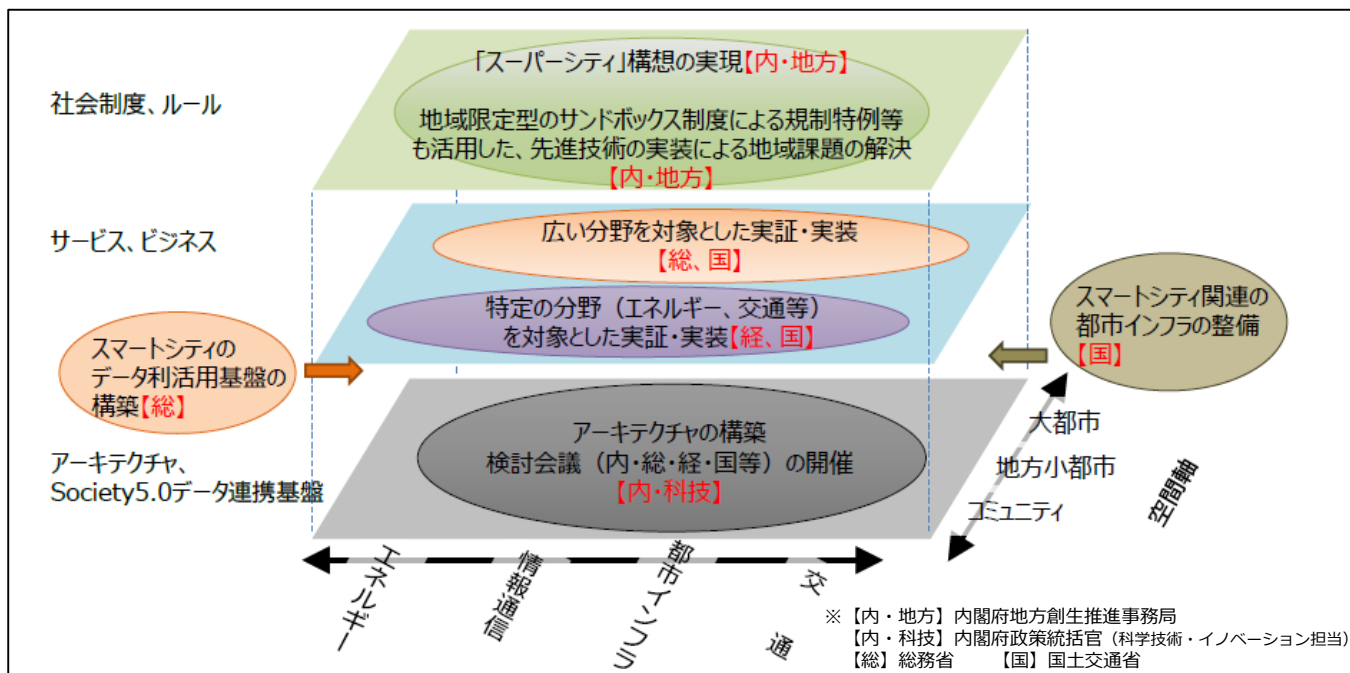 「スーパーシティ」構想の実現【内・地方】
社会制度、ルール
地域限定型のサンドボックス制度による規制特例等
も活用した、先進技術の実装による地域課題の解決
【内・地方】
サービス、ビジネス
広い分野を対象とした実証・実装
【総、国】
特定の分野（エネルギー、交通等）
を対象とした実証・実装【経、国】
スマートシティ関連の
都市インフラの整備
【国】
スマートシティの
データ利活用基盤の
構築【総】
アーキテクチャ、
Society5.0データ連携基盤
アーキテクチャの構築
検討会議（内・総・経・国等）の開催
【内・科技】
大都市
地方小都市
コミュニティ
空間軸
エネルギー
情報通信
都市インフラ
交通
※【内・地方】内閣府地方創生推進事務局
【内・科技】内閣府政策統括官（科学技術・イノベーション担当）
【総】総務省　【国】国土交通省